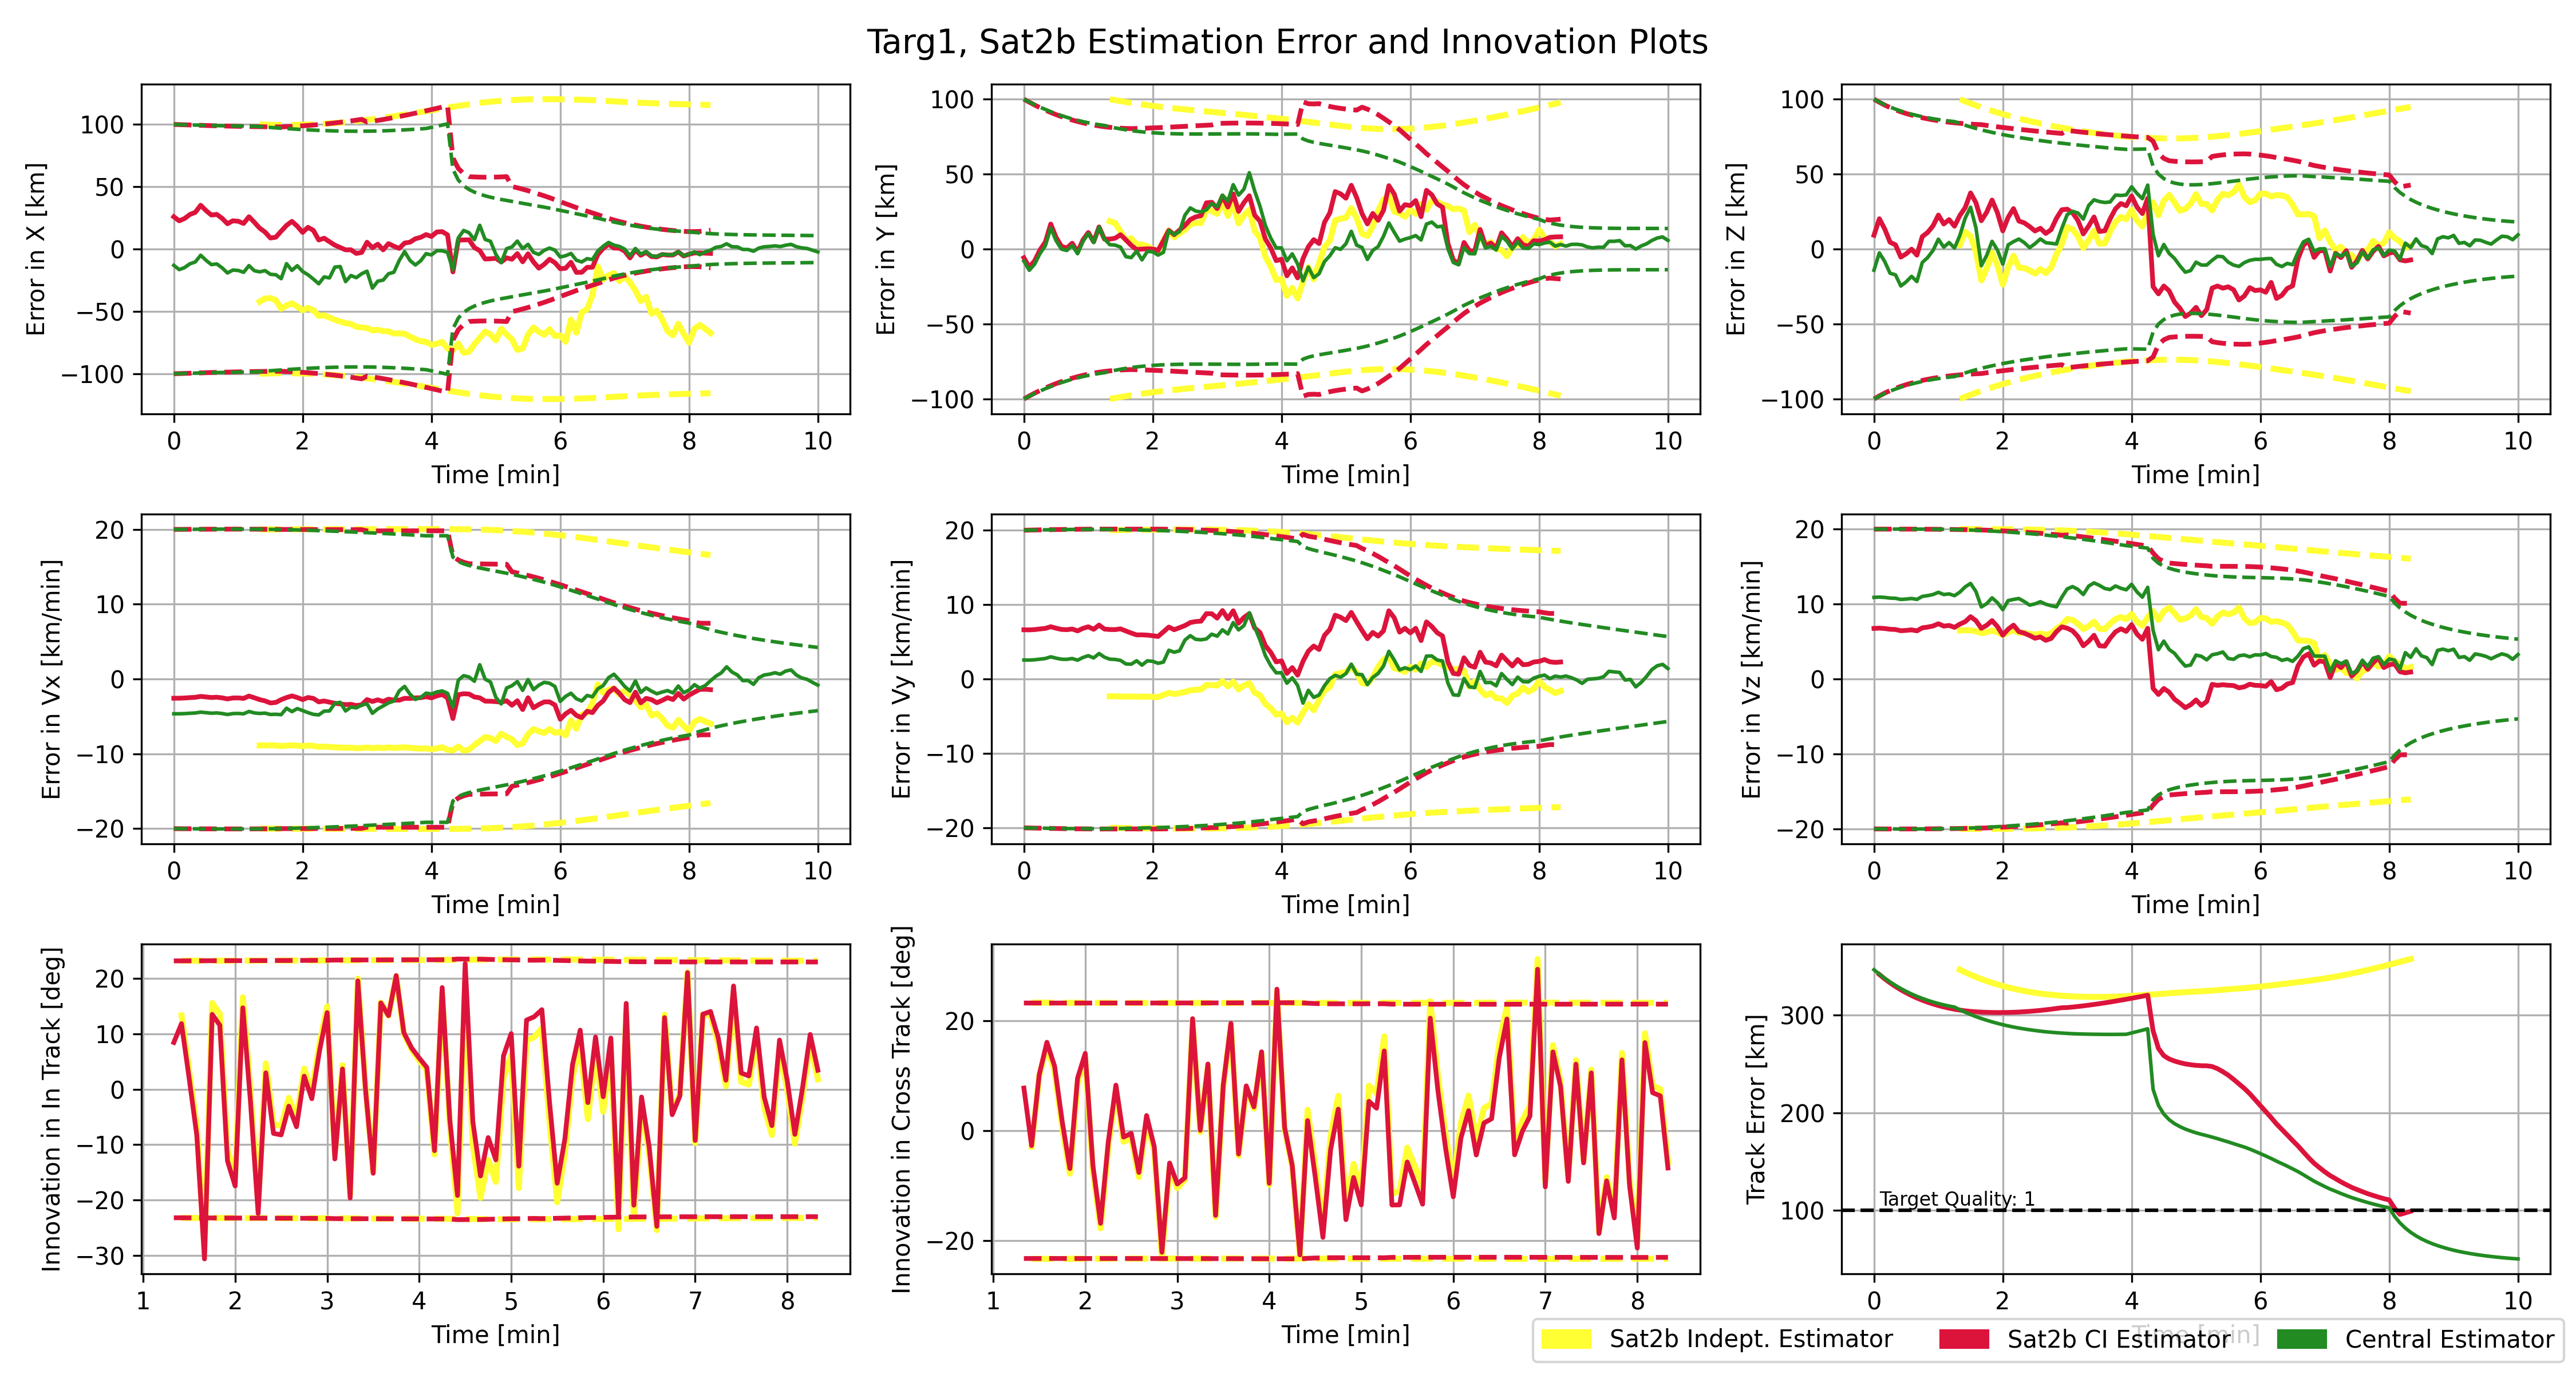 Targ1, Sat2b Estimation Error and Innovation Plots
Error in X [km]
100
50
0
−50
−100
0 2 4 6 8 10
Time [min]
Error in Y [km]
100
50
0
−50
−100
0 2 4 6 8 10
Time [min]
Error in Z [km]
100
50
0
−50
−100
0 2 4 6 8 10
Time [min]
Error in Vx [km/min]
20
10
0
−10
−20
0 2 4 6 8 10
Time [min]
Error in Vy [km/min]
20
10
0
−10
−20
0 2 4 6 8 10
Time [min]
Error in Vz [km/min]
20
10
0
−10
−20
0 2 4 6 8 10
Time [min]
Innovation in In Track [deg]
20
10
0
−10
−20
−30
1 2 3 4 5 6 7 8
Time [min]
Innovation in Cross Track [deg]
20
0
−20
1 2 3 4 5 6 7 8
Time [min]
Track Error [km]
300
200
100
Target Quality: 1
0 2 4 6 8 10
Time [min]
Sat2b Indept. Estimator
Sat2b CI Estimator
Central Estimator